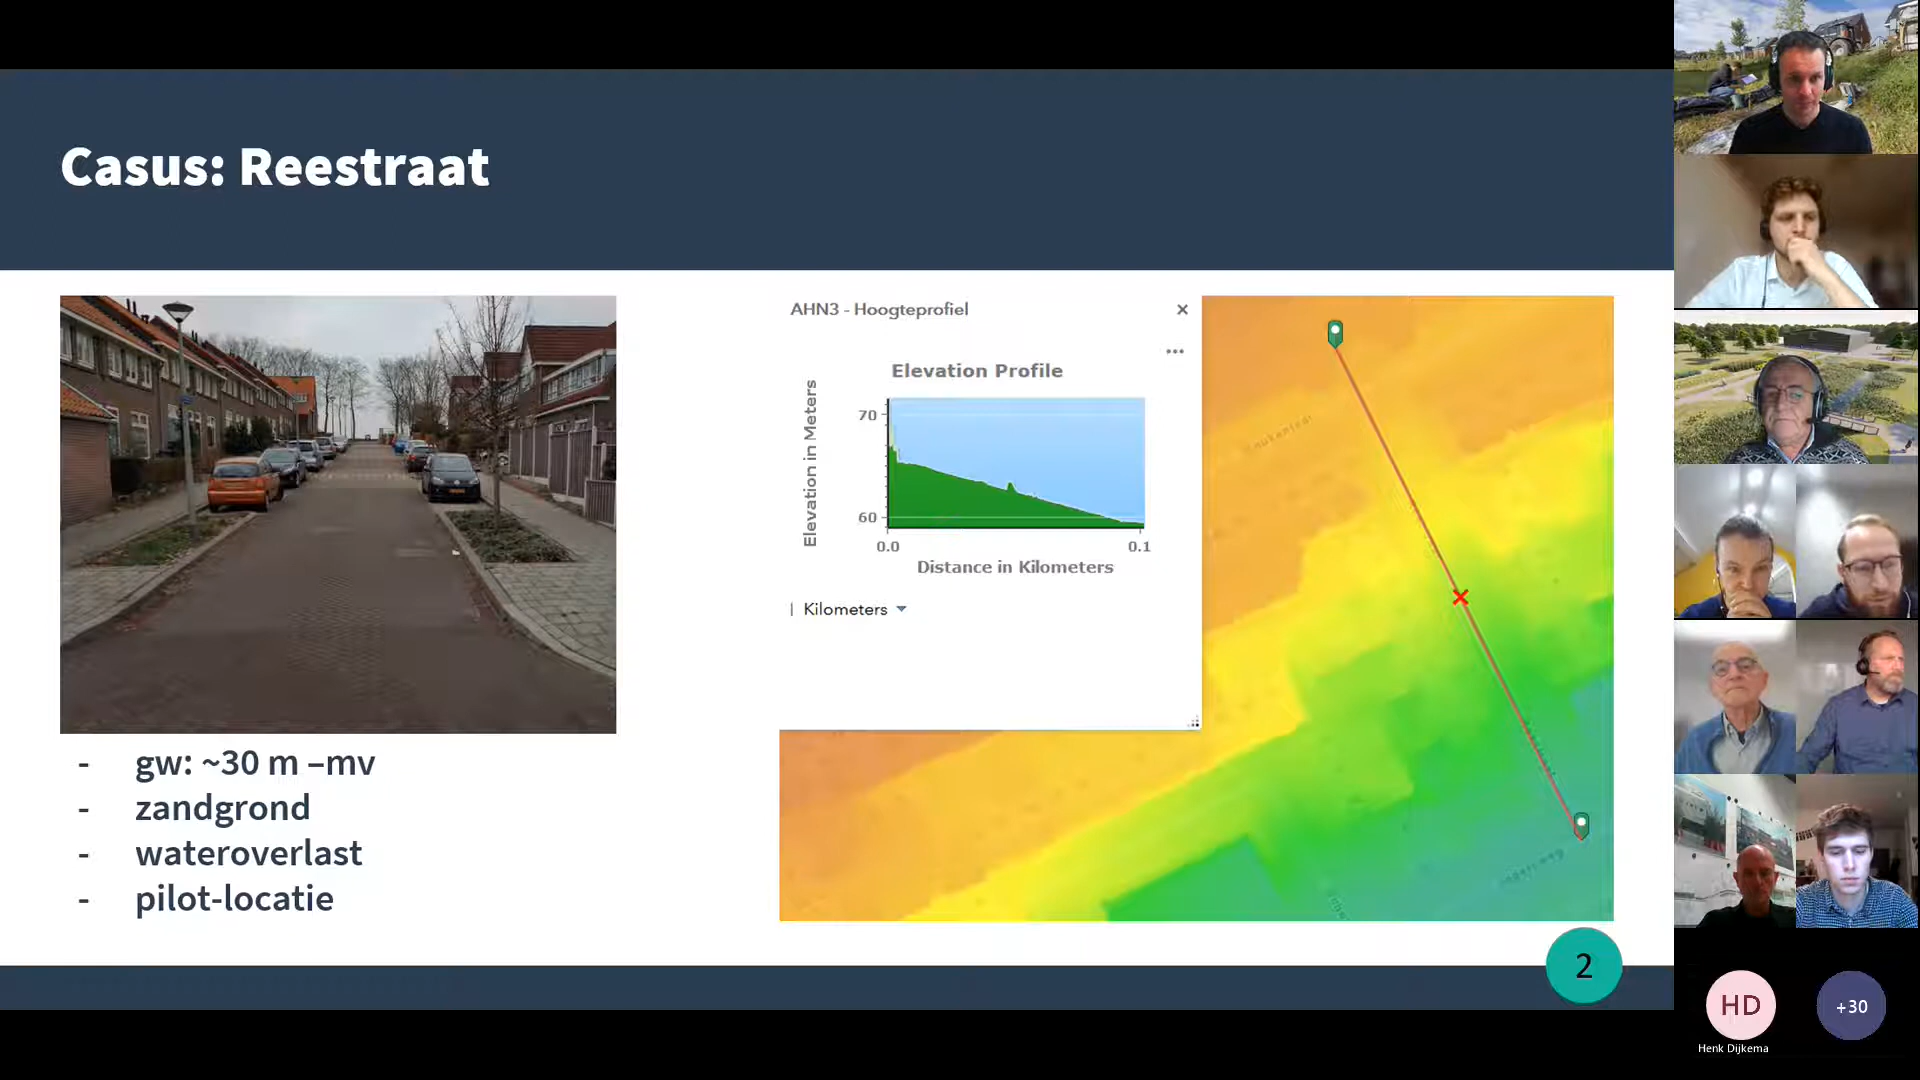 Casus: Reestraat
AHN3 - Hoogteprofiel
Elevation Profile
Elevation in Meters
70
60
0.0
0.1
Distance in Kilometers
| Kilometers
- gw: ~30 m –mv
- zandgrond
- wateroverlast
- pilot-locatie
2
HD
+30
Henk Dijkema